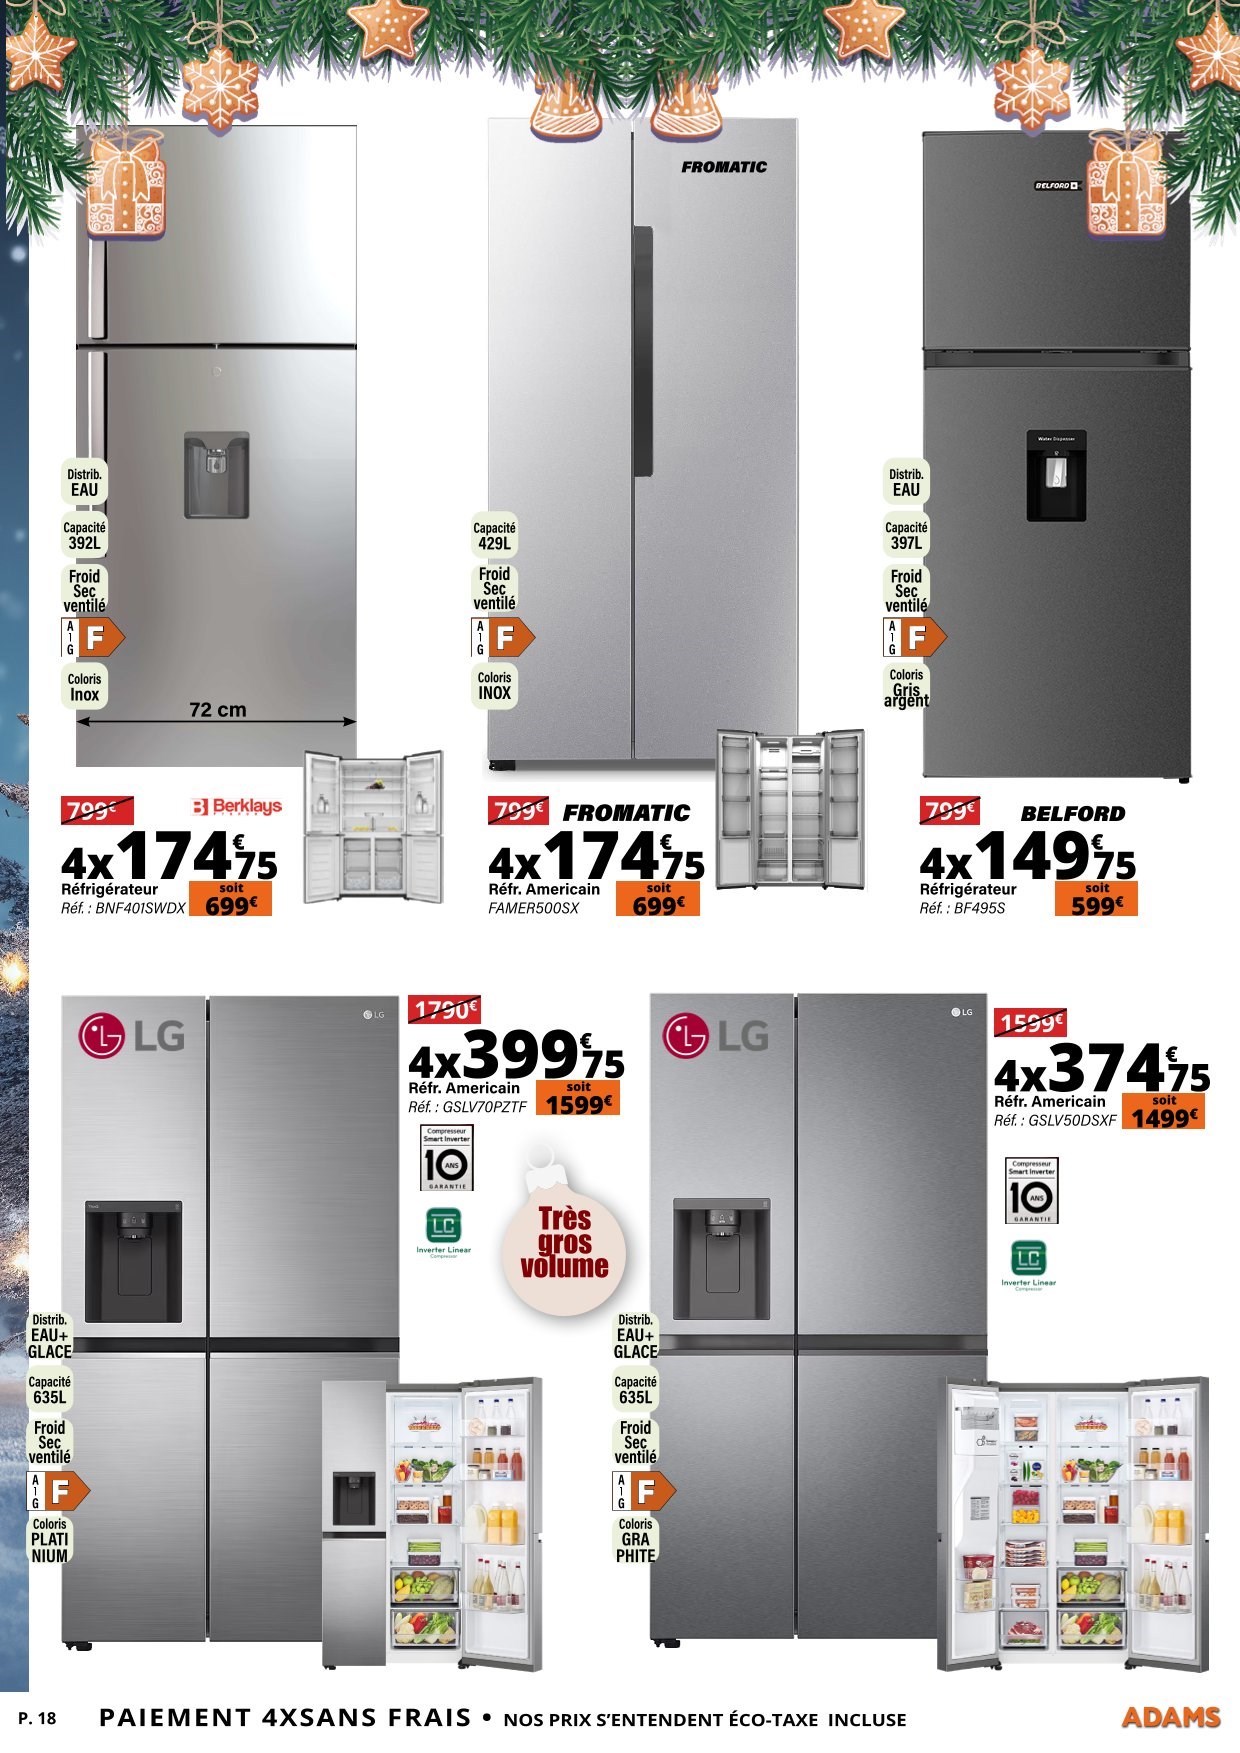 FROMATIC
BELFORD
Water Dispenser
Distrib.
EAU
Capacité
392L
Froid
Sec
ventilé
A
G
F
Coloris
Inox
72 cm
Capacité
429L
Froid
Sec
ventilé
A
G
F
Coloris
INOX
Distrib.
EAU
Capacité
397L
Froid
Sec
ventilé
A
G
F
Coloris
Gris
argent
799€
Berklays
4x174€75
Réfrigérateur
Réf. : BNF401SWDX
soit
699€
799€
FROMATIC
4x174€75
Réfr. Americain
FAMER500SX
soit
699€
799€
BELFORD
4x149€75
Réfrigérateur
Réf. : BF495S
soit
599€
LG
LG
1790€
4x399€75
Réfr. Americain
Réf. : GSLV70PZTF
soit
1599€
Compresseur
Smart Inverter
10 ANS
GARANTIE
LC
Inverter Linear
Compressor
Très
gros
volume
Distrib.
EAU+
GLACE
Capacité
635L
Froid
Sec
ventilé
A
G
F
Coloris
PLATI
NIUM
LG
LG
1599€
4x374€75
Réfr. Americain
Réf. : GSLV50DSXF
soit
1499€
Compresseur
Smart Inverter
10 ANS
GARANTIE
LC
Inverter Linear
Compressor
Distrib.
EAU+
GLACE
Capacité
635L
Froid
Sec
ventilé
A
G
F
Coloris
GRA
PHITE
P. 18 PAIEMENT 4XSANS FRAIS • NOS PRIX S'ENTENDENT ÉCO-TAXE INCLUSE ADAMS